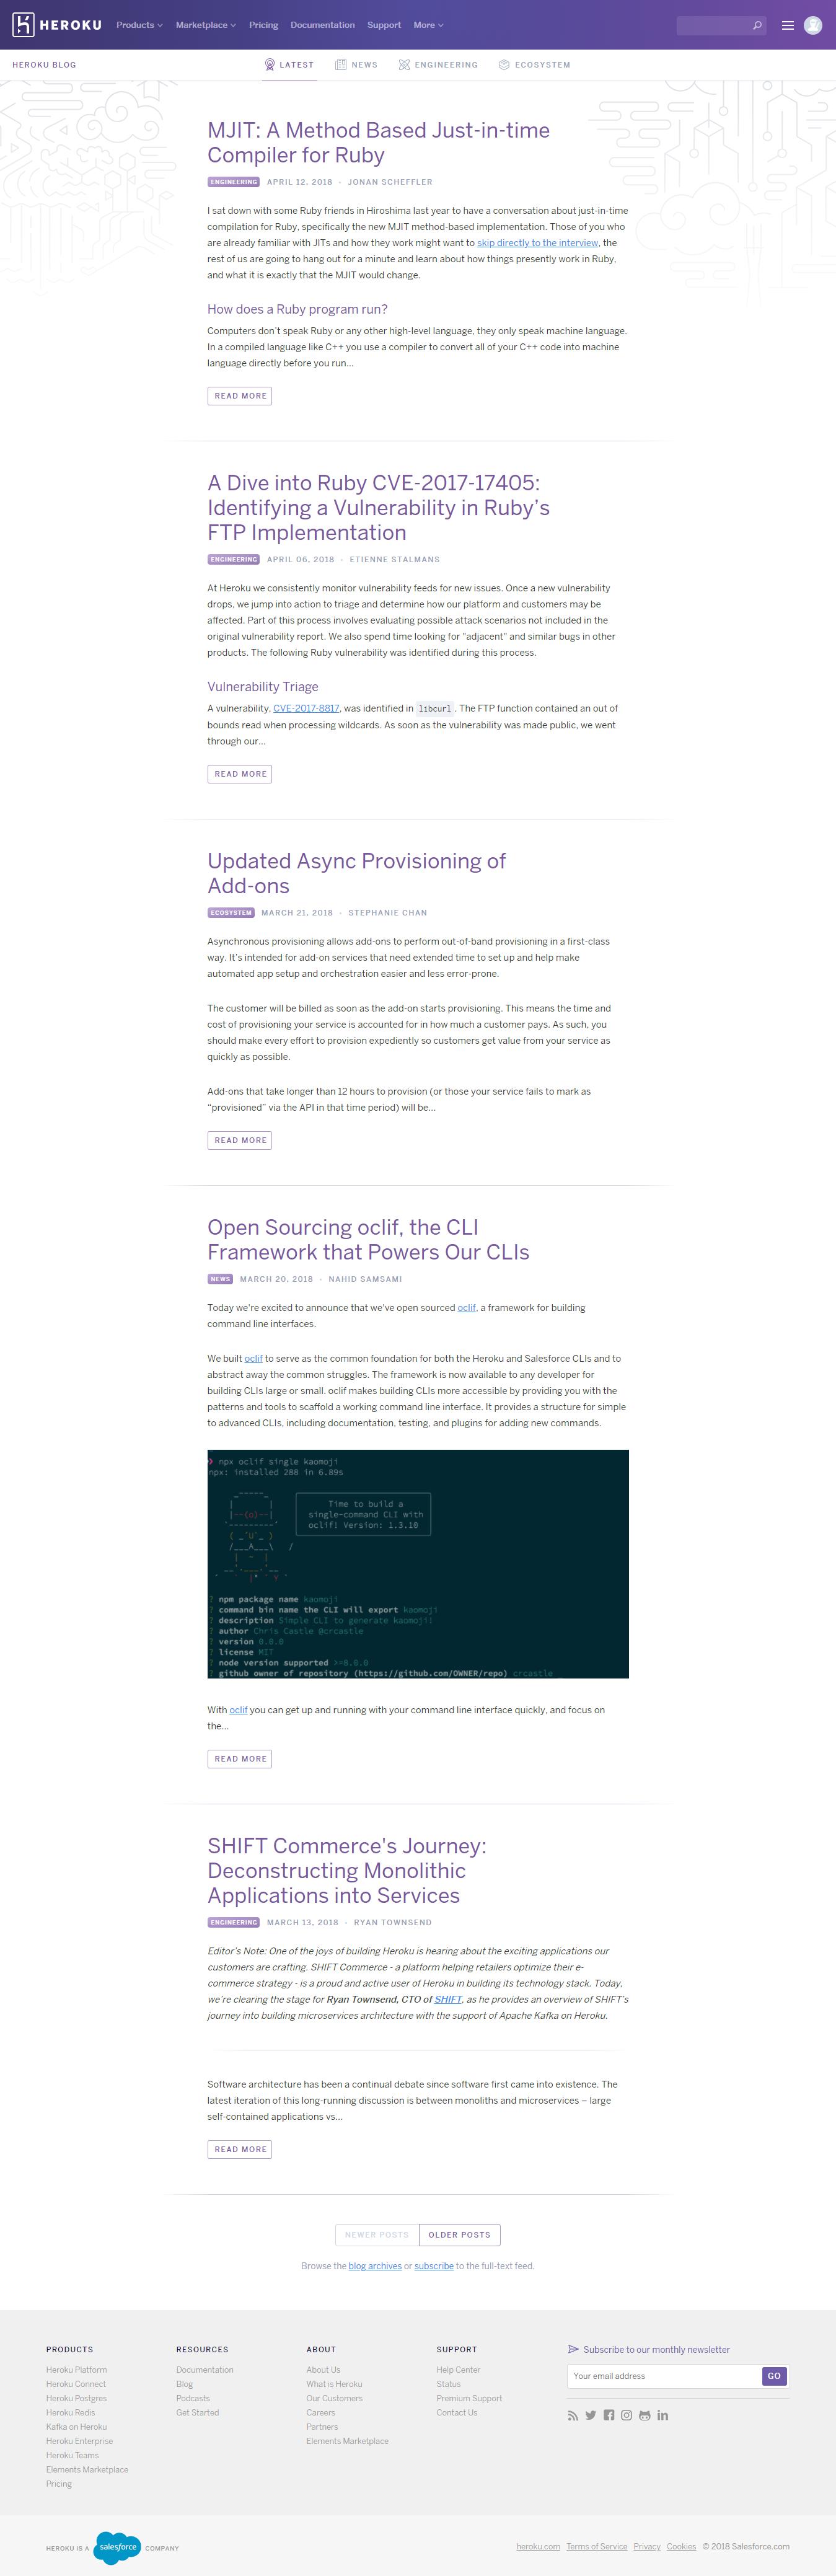 HEROKU
Products Marketplace Pricing Documentation Support More
HEROKU BLOG
LATEST NEWS ENGINEERING ECOSYSTEM
MJIT: A Method Based Just-in-time
Compiler for Ruby
ENGINEERING APRIL 12, 2018 · JONAN SCHEFFLER
I sat down with some Ruby friends in Hiroshima last year to have a conversation about just-in-time
compilation for Ruby, specifically the new MJIT method-based implementation. Those of you who
are already familiar with JITs and how they work might want to skip directly to the interview, the
rest of us are going to hang out for a minute and learn about how things presently work in Ruby,
and what it is exactly that the MJIT would change.
How does a Ruby program run?
Computers don't speak Ruby or any other high-level language, they only speak machine language.
In a compiled language like C++ you use a compiler to convert all of your C++ code into machine
language directly before you run...
READ MORE
A Dive into Ruby CVE-2017-17405:
Identifying a Vulnerability in Ruby's
FTP Implementation
ENGINEERING APRIL 06, 2018 · ETIENNE STALMANS
At Heroku we consistently monitor vulnerability feeds for new issues. Once a new vulnerability
drops, we jump into action to triage and determine how our platform and customers may be
affected. Part of this process involves evaluating possible attack scenarios not included in the
original vulnerability report. We also spend time looking for "adjacent" and similar bugs in other
products. The following Ruby vulnerability was identified during this process.
Vulnerability Triage
A vulnerability, CVE-2017-8817, was identified in libcurl. The FTP function contained an out of
bounds read when processing wildcards. As soon as the vulnerability was made public, we went
through our...
READ MORE
Updated Async Provisioning of
Add-ons
ECOSYSTEM MARCH 21, 2018 · STEPHANIE CHAN
Asynchronous provisioning allows add-ons to perform out-of-band provisioning in a first-class
way. It's intended for add-on services that need extended time to set up and help make
automated app setup and orchestration easier and less error-prone.
The customer will be billed as soon as the add-on starts provisioning. This means the time and
cost of provisioning your service is accounted for in how much a customer pays. As such, you
should make every effort to provision expediently so customers get value from your service as
quickly as possible.
Add-ons that take longer than 12 hours to provision (or those your service fails to mark as
"provisioned" via the API in that time period) will be...
READ MORE
Open Sourcing oclif, the CLI
Framework that Powers Our CLIs
NEWS MARCH 20, 2018 · NAHID SAMSAMI
Today we're excited to announce that we've open sourced oclif, a framework for building
command line interfaces.
We built oclif to serve as the common foundation for both the Heroku and Salesforce CLIs and to
abstract away the common struggles. The framework is now available to any developer for
building CLIs large or small. oclif makes building CLIs more accessible by providing you with the
patterns and tools to scaffold a working command line interface. It provides a structure for simple
to advanced CLIs, including documentation, testing, and plugins for adding new commands.
❯ npx oclif single kaomoji
npx: installed 288 in 6.89s
Time to build a
single-command CLI with
oclif! Version: 1.3.10
? npm package name kaomoji
? command bin name the CLI will export kaomoji
? description Simple CLI to generate kaomoji!
? author Chris Castle @crcastle
? version 0.0.0
? license MIT
? node version supported >=8.0.0
? github owner of repository (https://github.com/OWNER/repo) crcastle
With oclif you can get up and running with your command line interface quickly, and focus on
the...
READ MORE
SHIFT Commerce's Journey:
Deconstructing Monolithic
Applications into Services
ENGINEERING MARCH 13, 2018 · RYAN TOWNSEND
Editor's Note: One of the joys of building Heroku is hearing about the exciting applications our
customers are crafting. SHIFT Commerce - a platform helping retailers optimize their e-
commerce strategy - is a proud and active user of Heroku in building its technology stack. Today,
we're clearing the stage for Ryan Townsend, CTO of SHIFT, as he provides an overview of SHIFT's
journey into building microservices architecture with the support of Apache Kafka on Heroku.
Software architecture has been a continual debate since software first came into existence. The
latest iteration of this long-running discussion is between monoliths and microservices – large
self-contained applications vs...
READ MORE
NEWER POSTS OLDER POSTS
Browse the blog archives or subscribe to the full-text feed.
PRODUCTS
Heroku Platform
Heroku Connect
Heroku Postgres
Heroku Redis
Kafka on Heroku
Heroku Enterprise
Heroku Teams
Elements Marketplace
Pricing
RESOURCES
Documentation
Blog
Podcasts
Get Started
ABOUT
About Us
What is Heroku
Our Customers
Careers
Partners
Elements Marketplace
SUPPORT
Help Center
Status
Premium Support
Contact Us
Subscribe to our monthly newsletter
Your email address GO
HEROKU IS A salesforce COMPANY
heroku.com Terms of Service Privacy Cookies © 2018 Salesforce.com